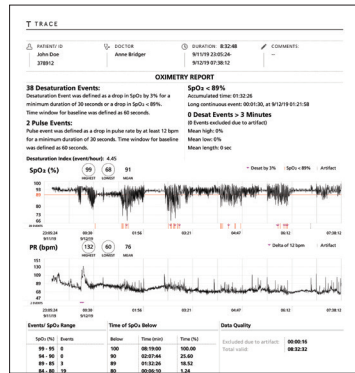 TRACE
PATIENT/ ID
John Doe
378912
DOCTOR
Anne Bridger
DURATION: 8:32:48
9/11/19 23:05:24-
9/12/19 07:38:12
COMMENTS:
--
OXIMETRY REPORT
38 Desaturation Events:
Desaturation Event was defined as a drop in SpO₂ by 3% for a
minimum duration of 30 seconds or a drop in SpO₂ < 89%.
Time window for baseline was defined as 60 seconds.
2 Pulse Events:
Pulse event was defined as a drop in pulse rate by at least 12 bpm
for a minimum duration of 30 seconds. Time window for baseline
was defined as 60 seconds.
Desaturation Index (event/hour): 4.45
SpO₂ < 89%
Accumulated time: 01:32:26
Long continuous event: 00:01:30, at 9/12/19 01:21:58
0 Desat Events > 3 Minutes
(0 Events excluded due to artifact)
Mean high: 0%
Mean low: 0%
Mean length: 0 sec
SpO₂ (%)
99 68 91
HIGHEST LOWEST MEAN
Desat by 3% SpO₂ < 89% Artifact
100
95
90
80
73
66
38 EVENTS
23:05:24 00:20 01:56 03:21 04:47 06:12 07:38:12
9/11/19 9/12/19
PR (bpm)
132 60 76
HIGHEST LOWEST MEAN
Delta of 12 bpm Artifact
151
130
109
89
68
47
2 EVENTS
23:05:24 00:30 01:56 03:21 04:47 06:12 07:38:12
9/11/19 9/12/19
Events/ SpO₂ Range
SpO₂ (%) Events
99 - 95 0
94 - 90 0
89 - 85 3
84 - 80 19
Time of SpO₂ Below
Below Time (min) Time (%)
100 08:19:00 100.00
90 02:07:44 25.60
85 01:32:26 18.52
80 00:06:10 1.24
Data Quality
Excluded due to artifact 00:00:16
Total valid: 08:32:32